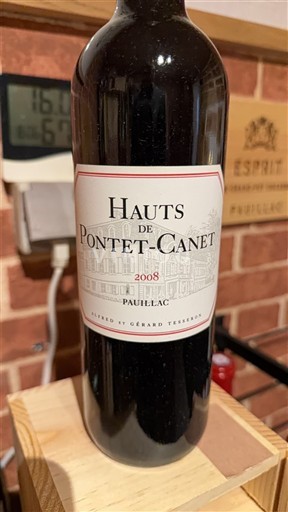 HAUTS
DE
PONTET-CANET
2008
PAUILLAC
ALFRED ET GÉRARD TESSERON
ESPRIT
PAUILLAC